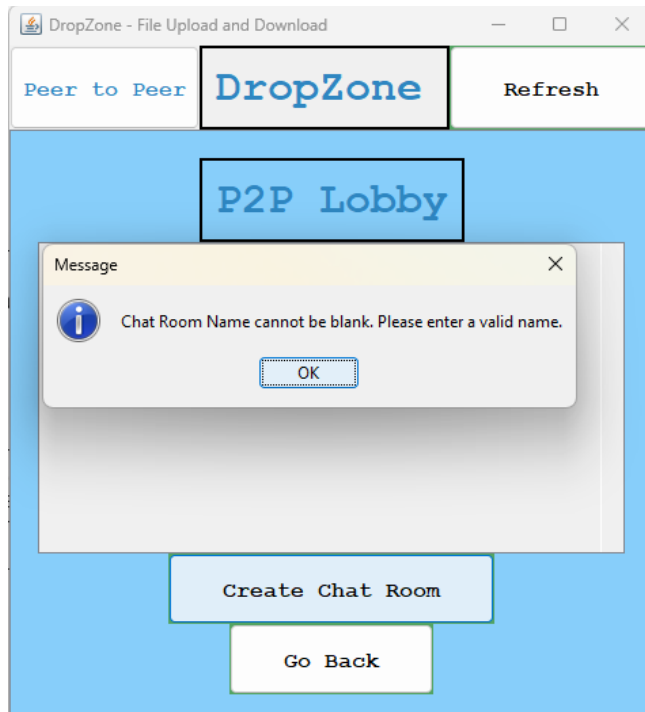 DropZone - File Upload and Download
Peer to Peer
DropZone
Refresh
P2P Lobby
Message
Chat Room Name cannot be blank. Please enter a valid name.
OK
Create Chat Room
Go Back